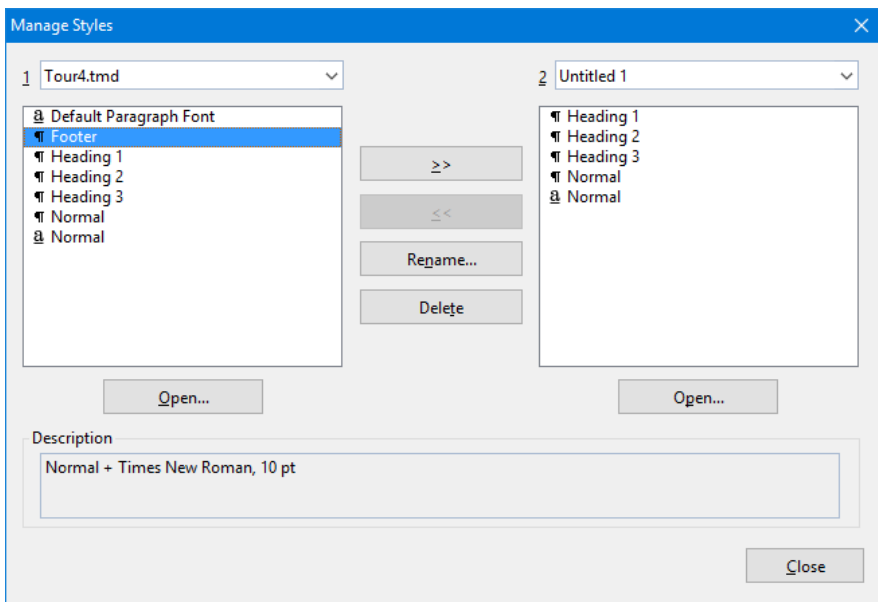 Manage Styles
1 Tour4.tmd
2 Untitled 1
a Default Paragraph Font
¶ Footer
¶ Heading 1
¶ Heading 2
¶ Heading 3
¶ Normal
a Normal
>>
<<
Rename...
Delete
¶ Heading 1
¶ Heading 2
¶ Heading 3
¶ Normal
a Normal
Open...
Open...
Description
Normal + Times New Roman, 10 pt
Close